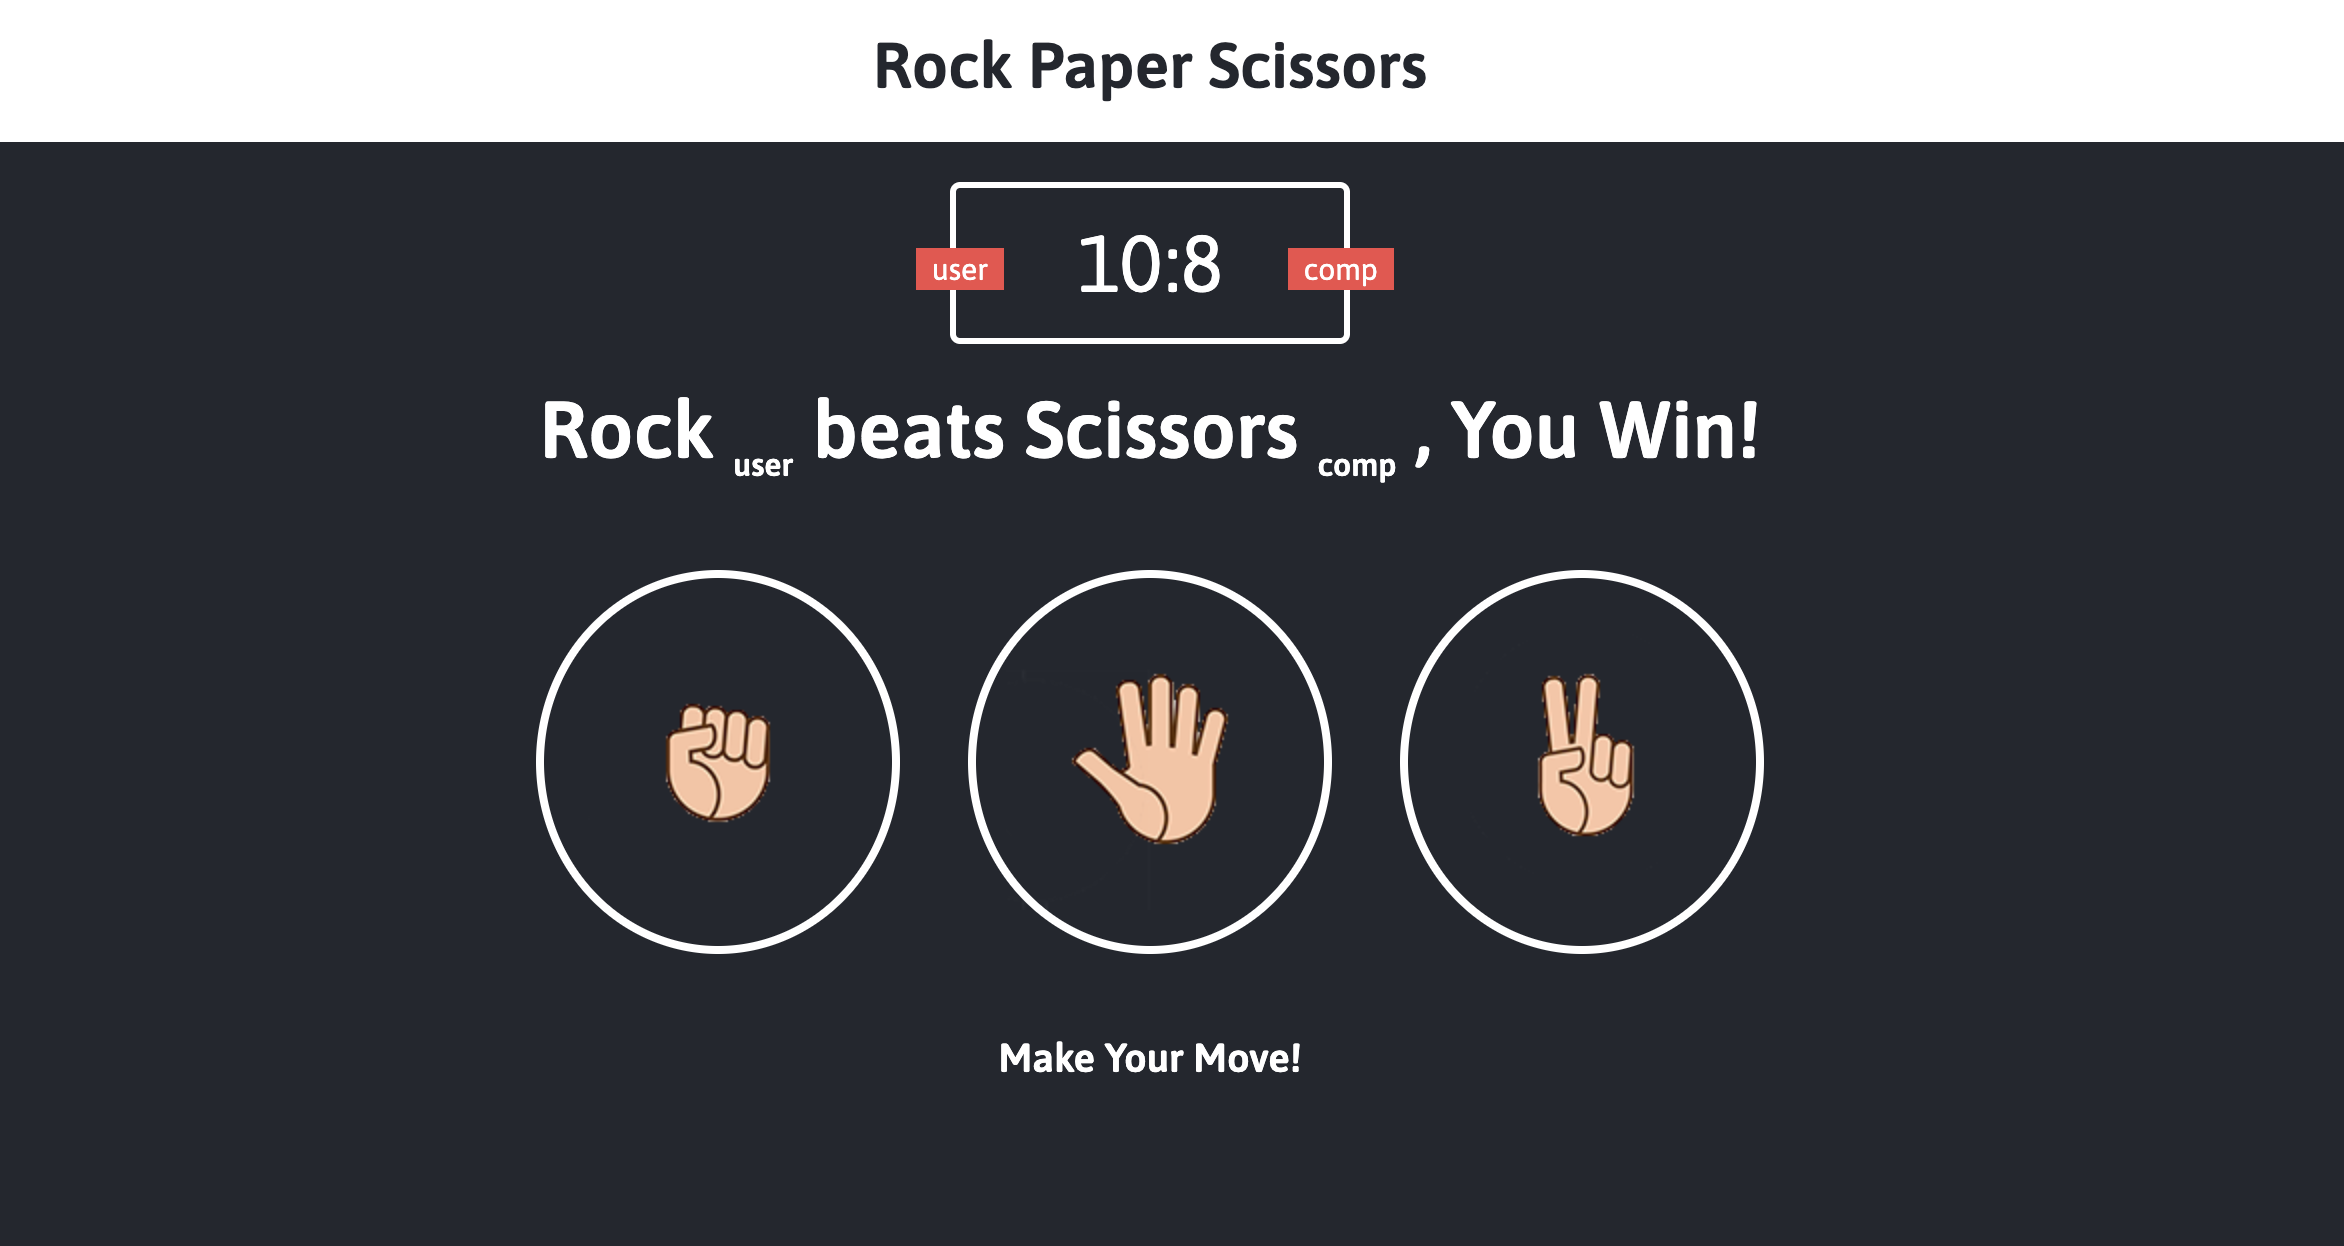 Rock Paper Scissors
user 10:8 comp
Rock user beats Scissors comp , You Win!
Make Your Move!